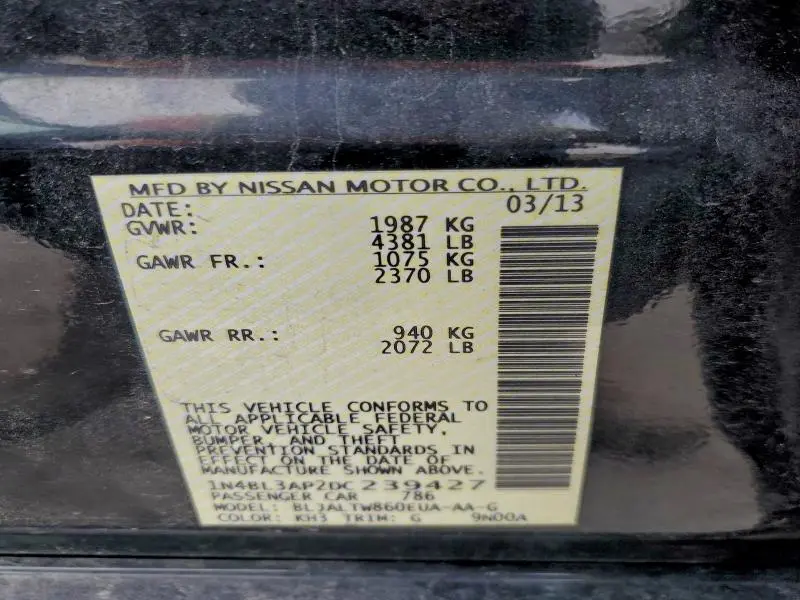 MFD BY NISSAN MOTOR CO., LTD.
DATE: 03/13
GVWR: 1987 KG
4381 LB
GAWR FR.: 1075 KG
2370 LB
GAWR RR.: 940 KG
2072 LB
THIS VEHICLE CONFORMS TO
ALL APPLICABLE FEDERAL
MOTOR VEHICLE SAFETY,
BUMPER, AND THEFT
PREVENTION STANDARDS IN
EFFECT ON THE DATE OF
MANUFACTURE SHOWN ABOVE.
1N4BL3AP2DC239427
PASSENGER CAR 786
MODEL: BLJALTW860EUA-AA-G
COLOR: KH3 TRIM: G 9N00A